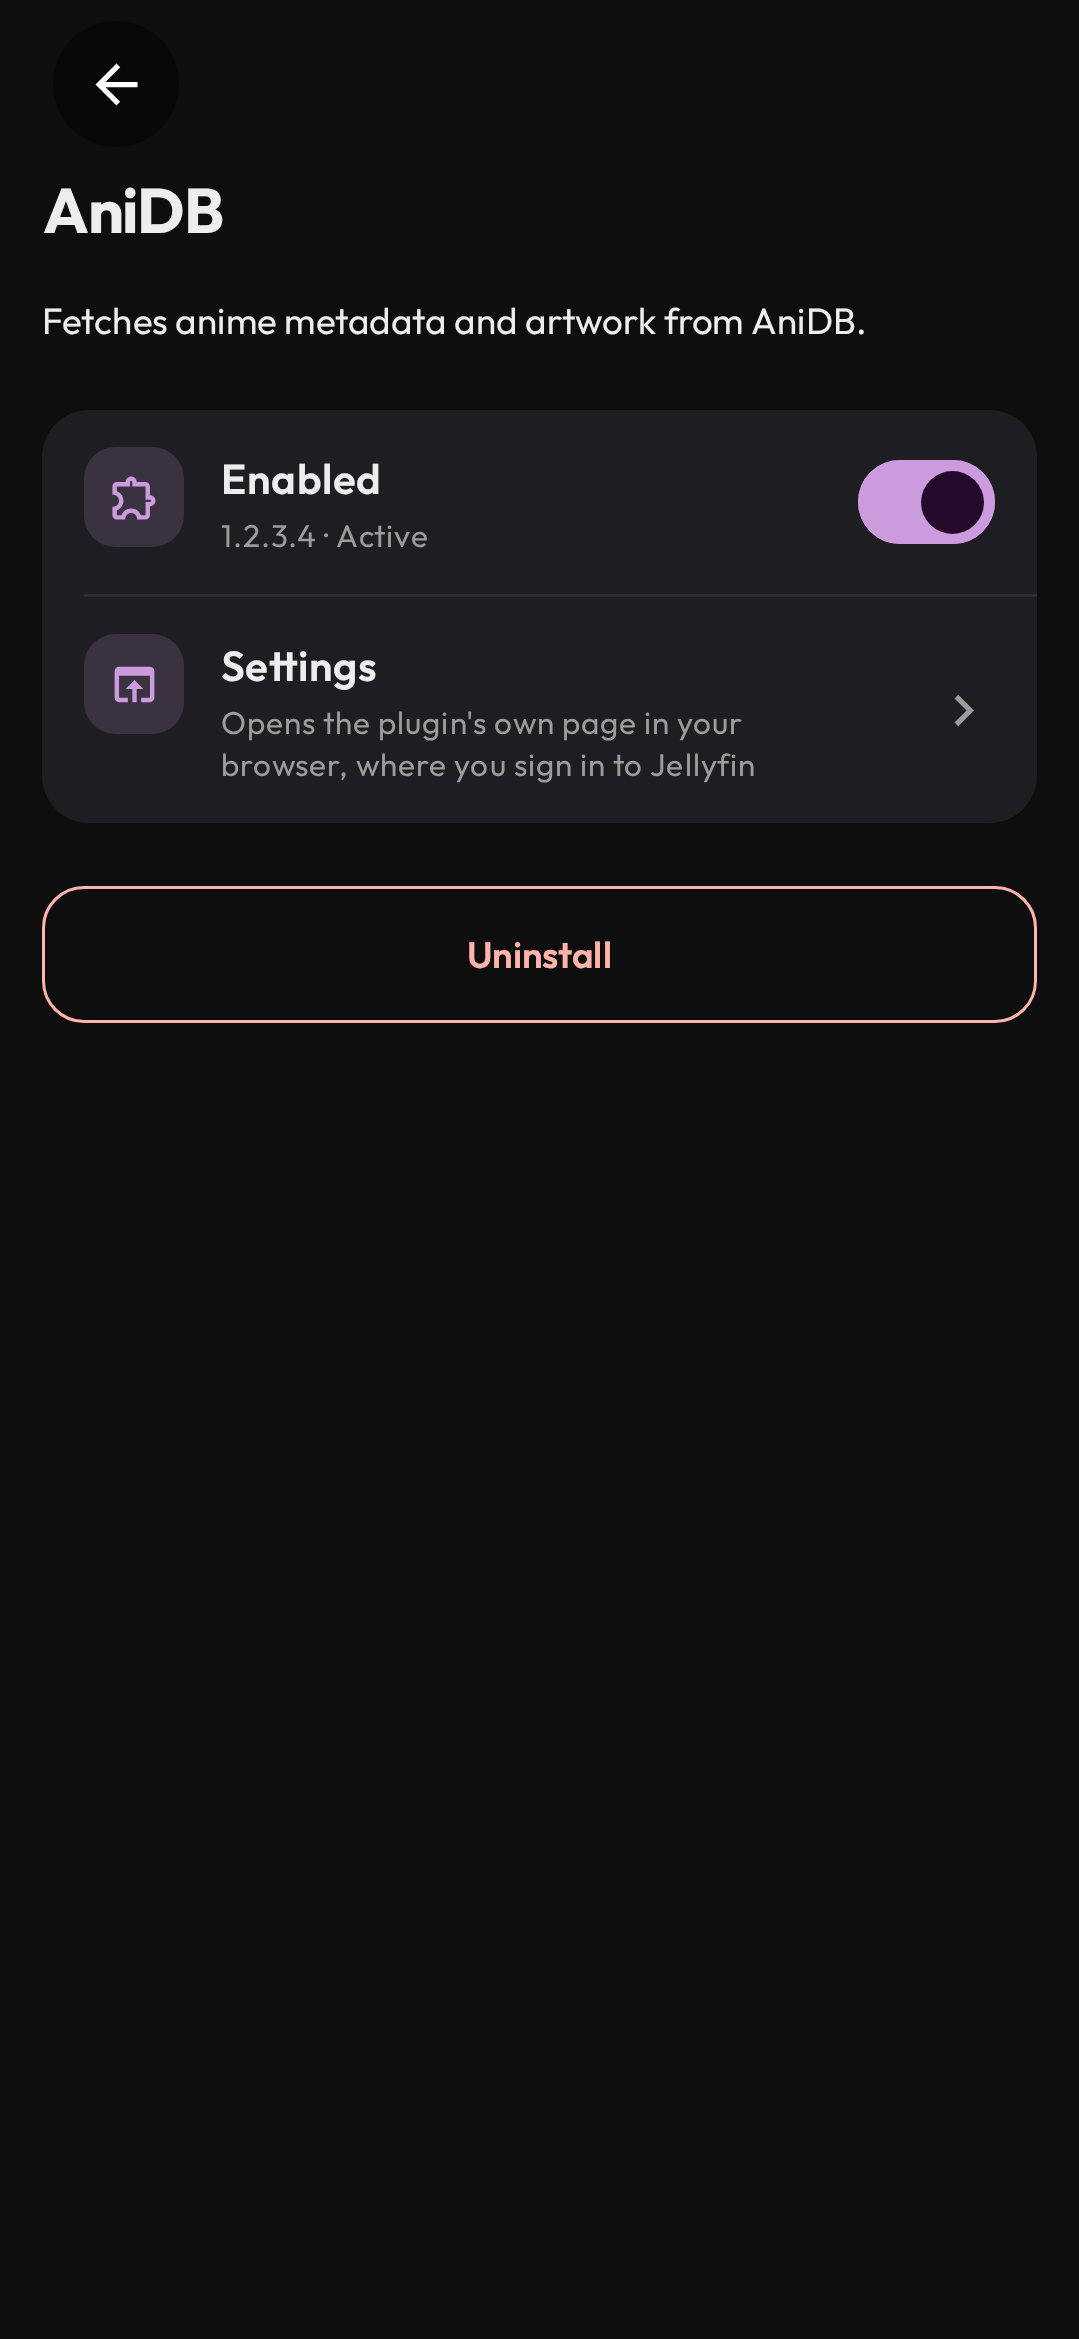 AniDB
Fetches anime metadata and artwork from AniDB.
Enabled
1.2.3.4 · Active
Settings
Opens the plugin's own page in your
browser, where you sign in to Jellyfin
Uninstall